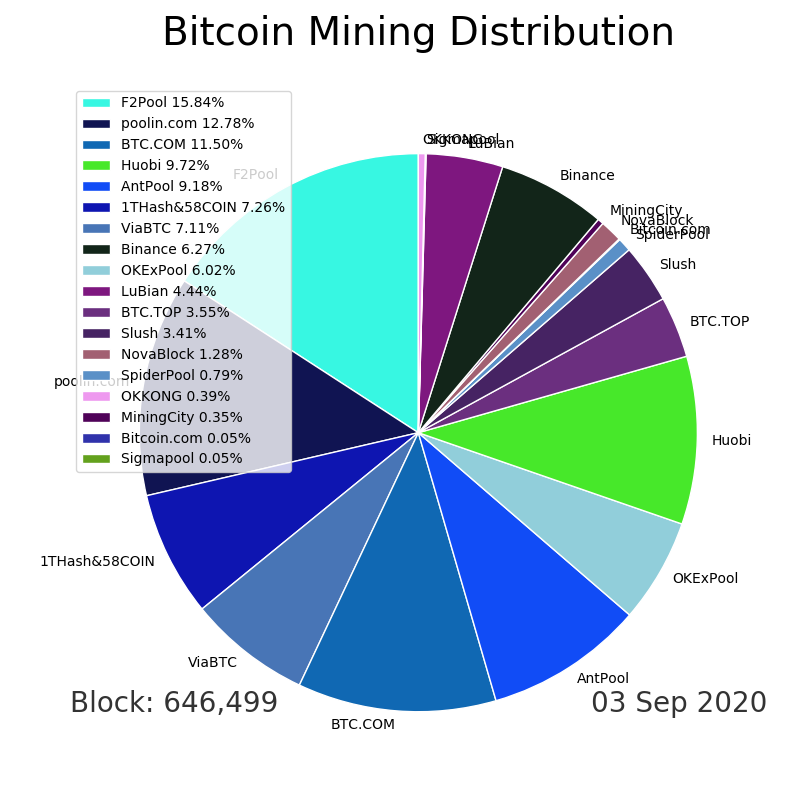 Bitcoin Mining Distribution
F2Pool 15.84%
poolin.com 12.78%
BTC.COM 11.50%
Huobi 9.72%
AntPool 9.18%
1THash&58COIN 7.26%
ViaBTC 7.11%
Binance 6.27%
OKExPool 6.02%
LuBian 4.44%
BTC.TOP 3.55%
Slush 3.41%
NovaBlock 1.28%
SpiderPool 0.79%
OKKONG 0.39%
MiningCity 0.35%
Bitcoin.com 0.05%
Sigmapool 0.05%
F2Pool
poolin.com
1THash&58COIN
ViaBTC
BTC.COM
AntPool
OKExPool
Huobi
BTC.TOP
Slush
SpiderPool
Bitcoin.com
NovaBlock
MiningCity
Binance
LuBian
Sigmapool
OKKONG
Block: 646,499
03 Sep 2020